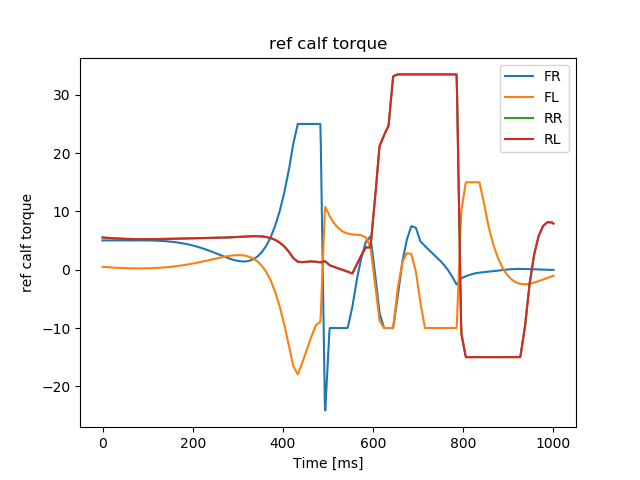 ref calf torque
ref calf torque
30
20
10
0
−10
−20
0
200
400
600
800
1000
Time [ms]
FR
FL
RR
RL